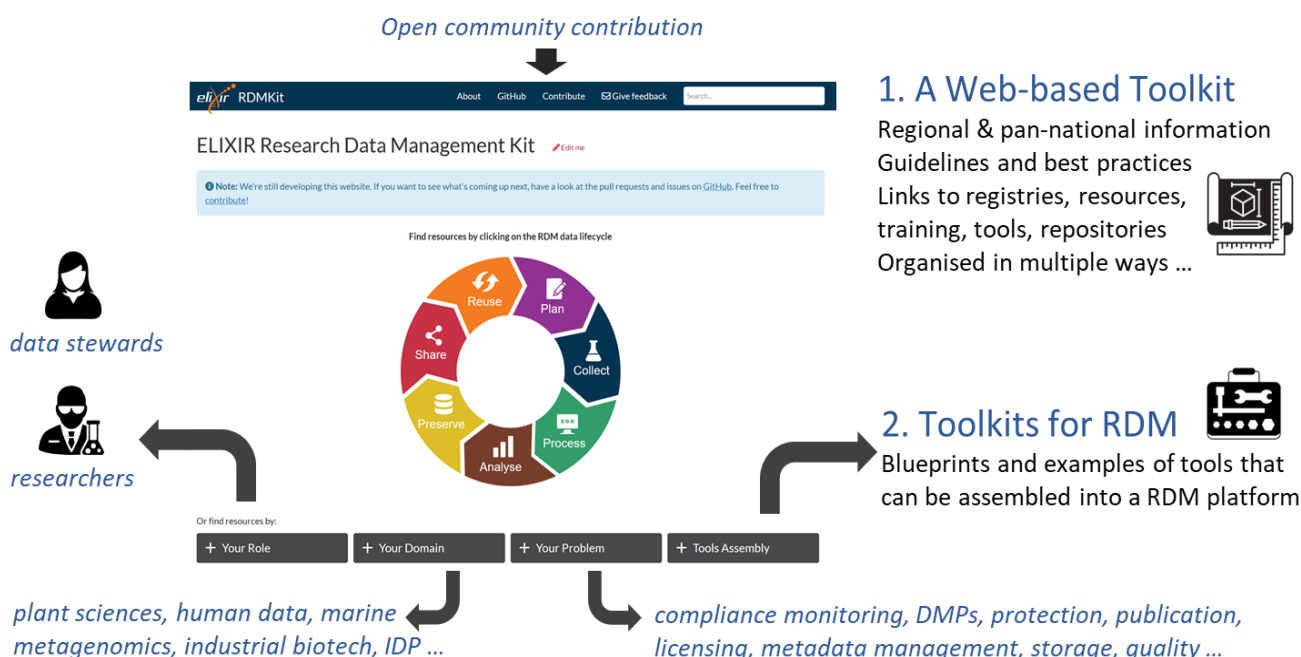 Open community contribution
elixir RDMKit
About GitHub Contribute Give feedback Search...
ELIXIR Research Data Management Kit Edit me
Note: We're still developing this website. If you want to see what's coming up next, have a look at the pull requests and issues on GitHub. Feel free to
contribute!
Find resources by clicking on the RDM data lifecycle
Reuse
Plan
Share
Collect
Preserve
Process
Analyse
Or find resources by:
+ Your Role
+ Your Domain
+ Your Problem
+ Tools Assembly
data stewards
researchers
plant sciences, human data, marine
metagenomics, industrial biotech, IDP ...
compliance monitoring, DMPs, protection, publication,
licensing, metadata management, storage, quality ...
1. A Web-based Toolkit
Regional & pan-national information
Guidelines and best practices
Links to registries, resources,
training, tools, repositories
Organised in multiple ways ...
2. Toolkits for RDM
Blueprints and examples of tools that
can be assembled into a RDM platform